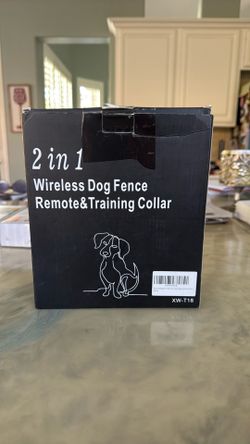 2 in 1
Wireless Dog Fence
Remote&Training Collar
XW-T16